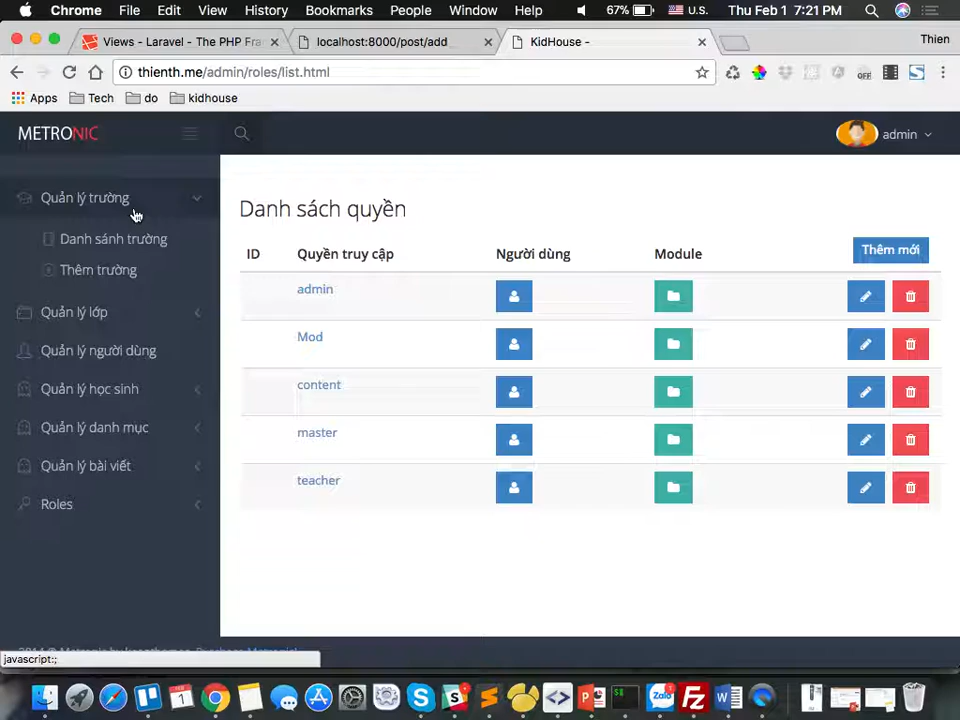 Chrome File Edit View History Bookmarks People Window Help 67% U.S. Thu Feb 1 7:21 PM
Views - Laravel - The PHP Fram localhost:8000/post/add KidHouse - Thien
thienth.me/admin/roles/list.html
Apps Tech do kidhouse
METRONIC admin
Quản lý trường
Danh sánh trường
Thêm trường
Quản lý lớp
Quản lý người dùng
Quản lý học sinh
Quản lý danh mục
Quản lý bài viết
Roles
Danh sách quyền
ID Quyền truy cập Người dùng Module Thêm mới
admin
Mod
content
master
teacher
javascript:;